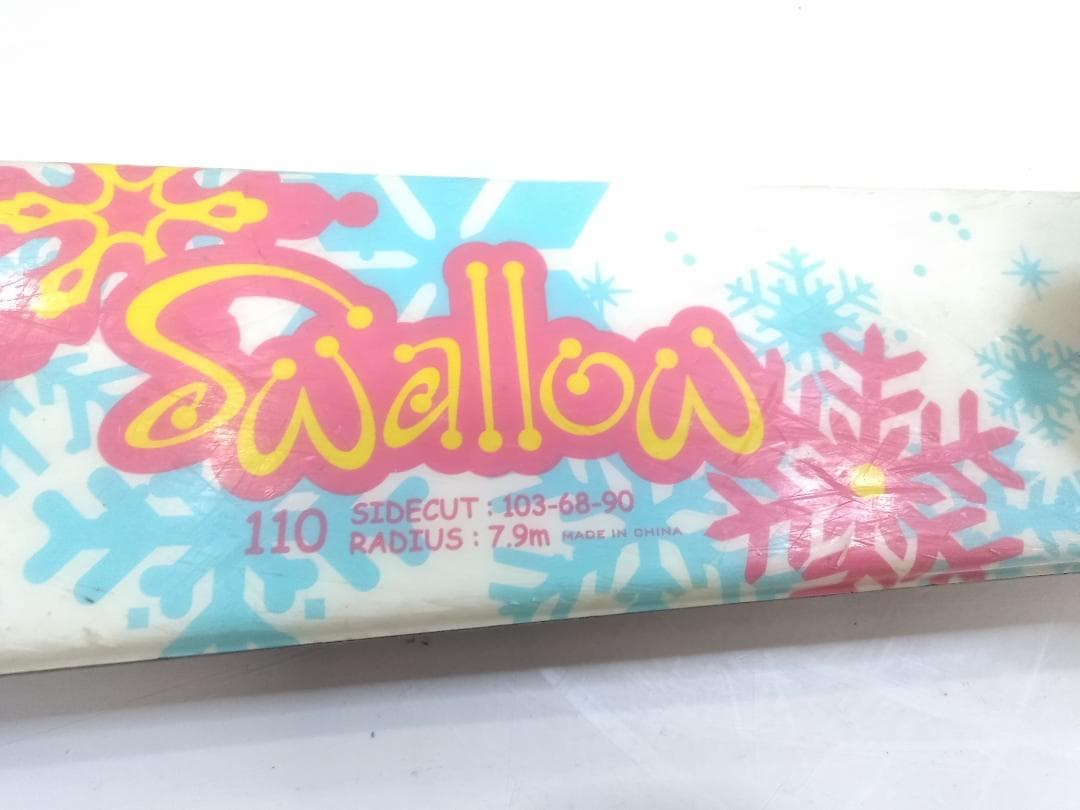 Swallow
110
SIDECUT : 103-68-90
RADIUS : 7.9m MADE IN CHINA